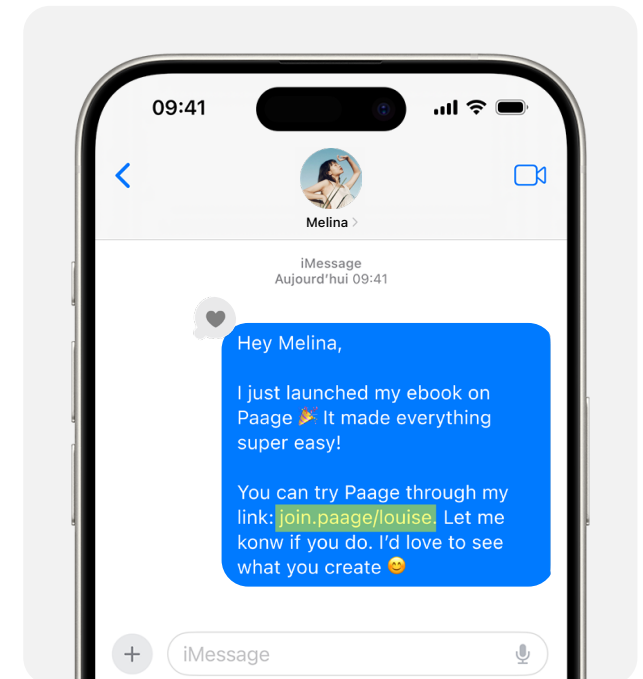 09:41
Melina
iMessage
Aujourd'hui 09:41
Hey Melina,
I just launched my ebook on
Paage 🎉 It made everything
super easy!
You can try Paage through my
link: join.paage/louise. Let me
konw if you do. I'd love to see
what you create 😊
iMessage